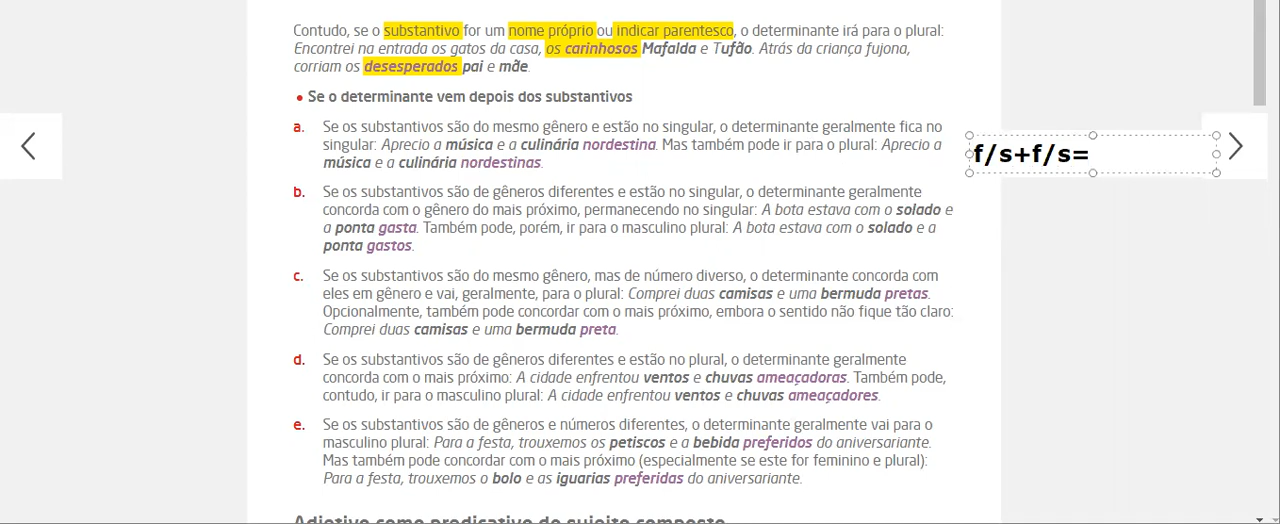 Contudo, se o substantivo for um nome próprio ou indicar parentesco, o determinante irá para o plural:
Encontrei na entrada os gatos da casa, os carinhosos Mafalda e Tufão. Atrás da criança fujona,
corriam os desesperados pai e mãe.
• Se o determinante vem depois dos substantivos
a. Se os substantivos são do mesmo gênero e estão no singular, o determinante geralmente fica no
singular: Aprecio a música e a culinária nordestina. Mas também pode ir para o plural: Aprecio a
música e a culinária nordestinas.
f/s+f/s=
b. Se os substantivos são de gêneros diferentes e estão no singular, o determinante geralmente
concorda com o gênero do mais próximo, permanecendo no singular: A bota estava com o solado e
a ponta gasta. Também pode, porém, ir para o masculino plural: A bota estava com o solado e a
ponta gastos.
c. Se os substantivos são do mesmo gênero, mas de número diverso, o determinante concorda com
eles em gênero e vai, geralmente, para o plural: Comprei duas camisas e uma bermuda pretas.
Opcionalmente, também pode concordar com o mais próximo, embora o sentido não fique tão claro:
Comprei duas camisas e uma bermuda preta.
d. Se os substantivos são de gêneros diferentes e estão no plural, o determinante geralmente
concorda com o mais próximo: A cidade enfrentou ventos e chuvas ameaçadoras. Também pode,
contudo, ir para o masculino plural: A cidade enfrentou ventos e chuvas ameaçadores.
e. Se os substantivos são de gêneros e números diferentes, o determinante geralmente vai para o
masculino plural: Para a festa, trouxemos os petiscos e a bebida preferidos do aniversariante.
Mas também pode concordar com o mais próximo (especialmente se este for feminino e plural):
Para a festa, trouxemos o bolo e as iguarias preferidas do aniversariante.
Adjetivo como predicativo do sujeito composto